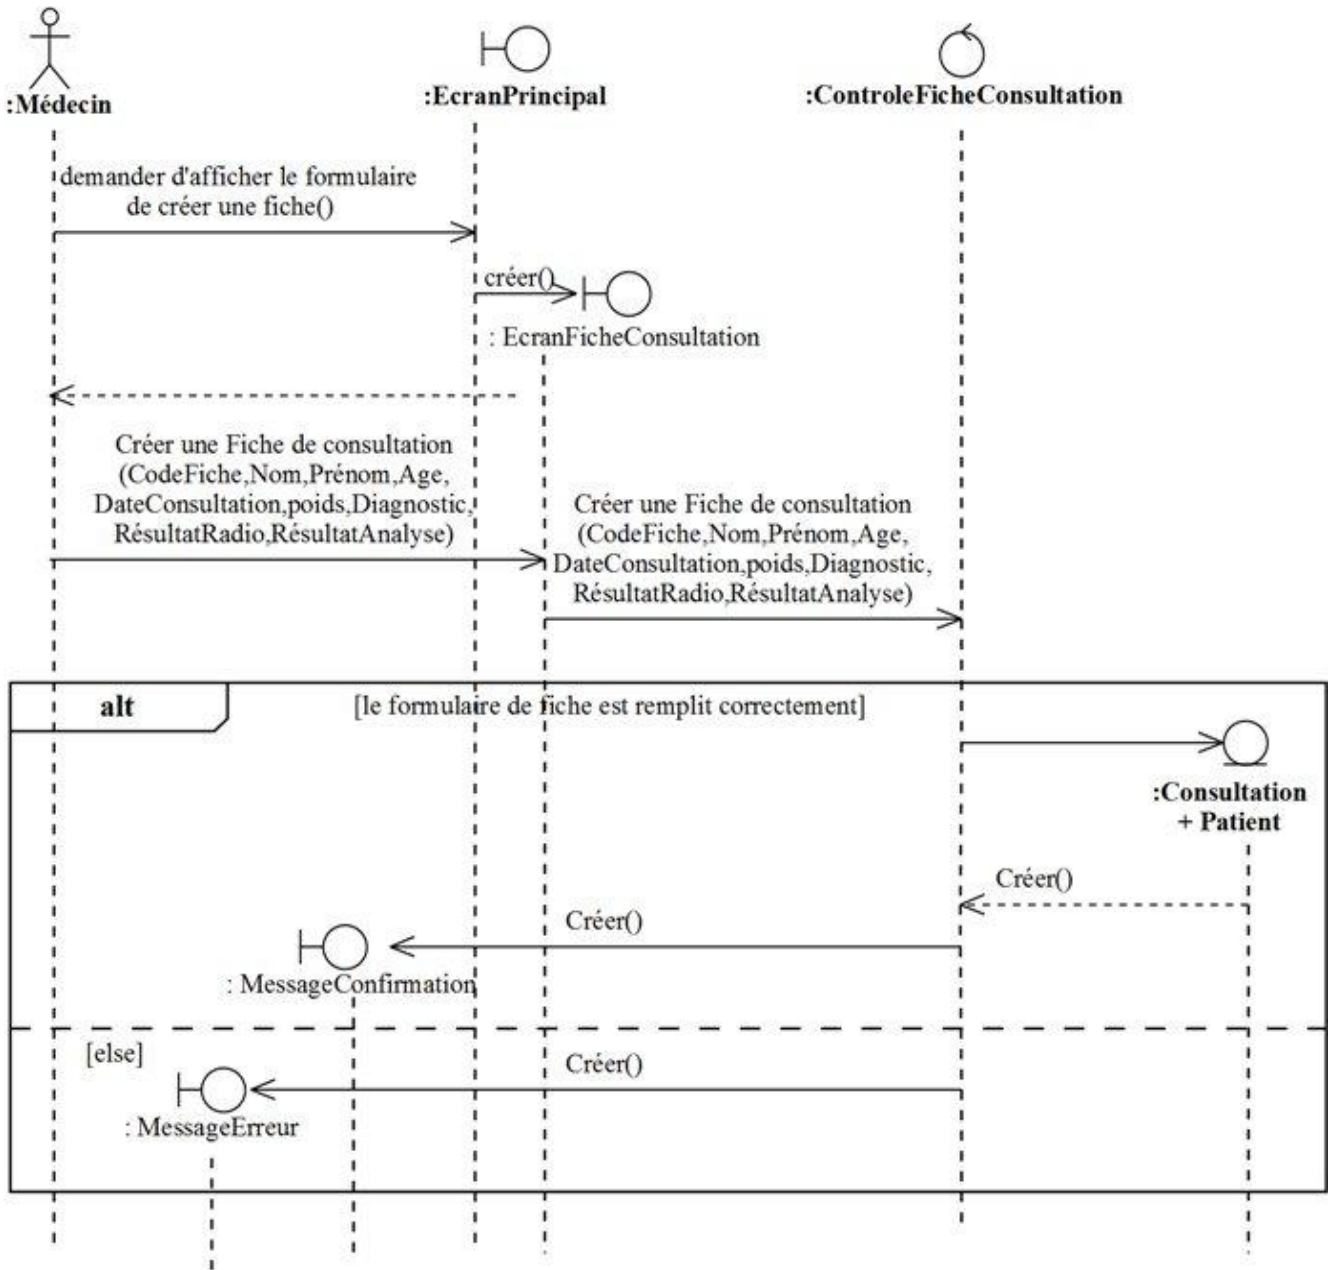 :Médecin
:EcranPrincipal
:ControleFicheConsultation
demander d'afficher le formulaire
de créer une fiche()
créer()
: EcranFicheConsultation
Créer une Fiche de consultation
(CodeFiche,Nom,Prénom,Age,
DateConsultation,poids,Diagnostic,
RésultatRadio,RésultatAnalyse)
Créer une Fiche de consultation
(CodeFiche,Nom,Prénom,Age,
DateConsultation,poids,Diagnostic,
RésultatRadio,RésultatAnalyse)
alt
[le formulaire de fiche est remplit correctement]
:Consultation
+ Patient
Créer()
Créer()
: MessageConfirmation
[else]
Créer()
: MessageErreur